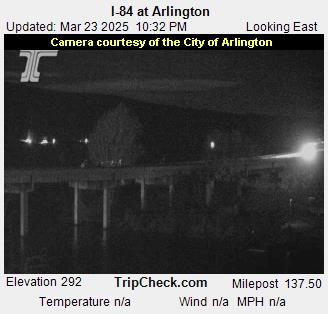 I-84 at Arlington
Updated: Mar 23 2025 10:32 PM Looking East
Camera courtesy of the City of Arlington
Elevation 292 TripCheck.com Milepost 137.50
Temperature n/a Wind n/a MPH n/a